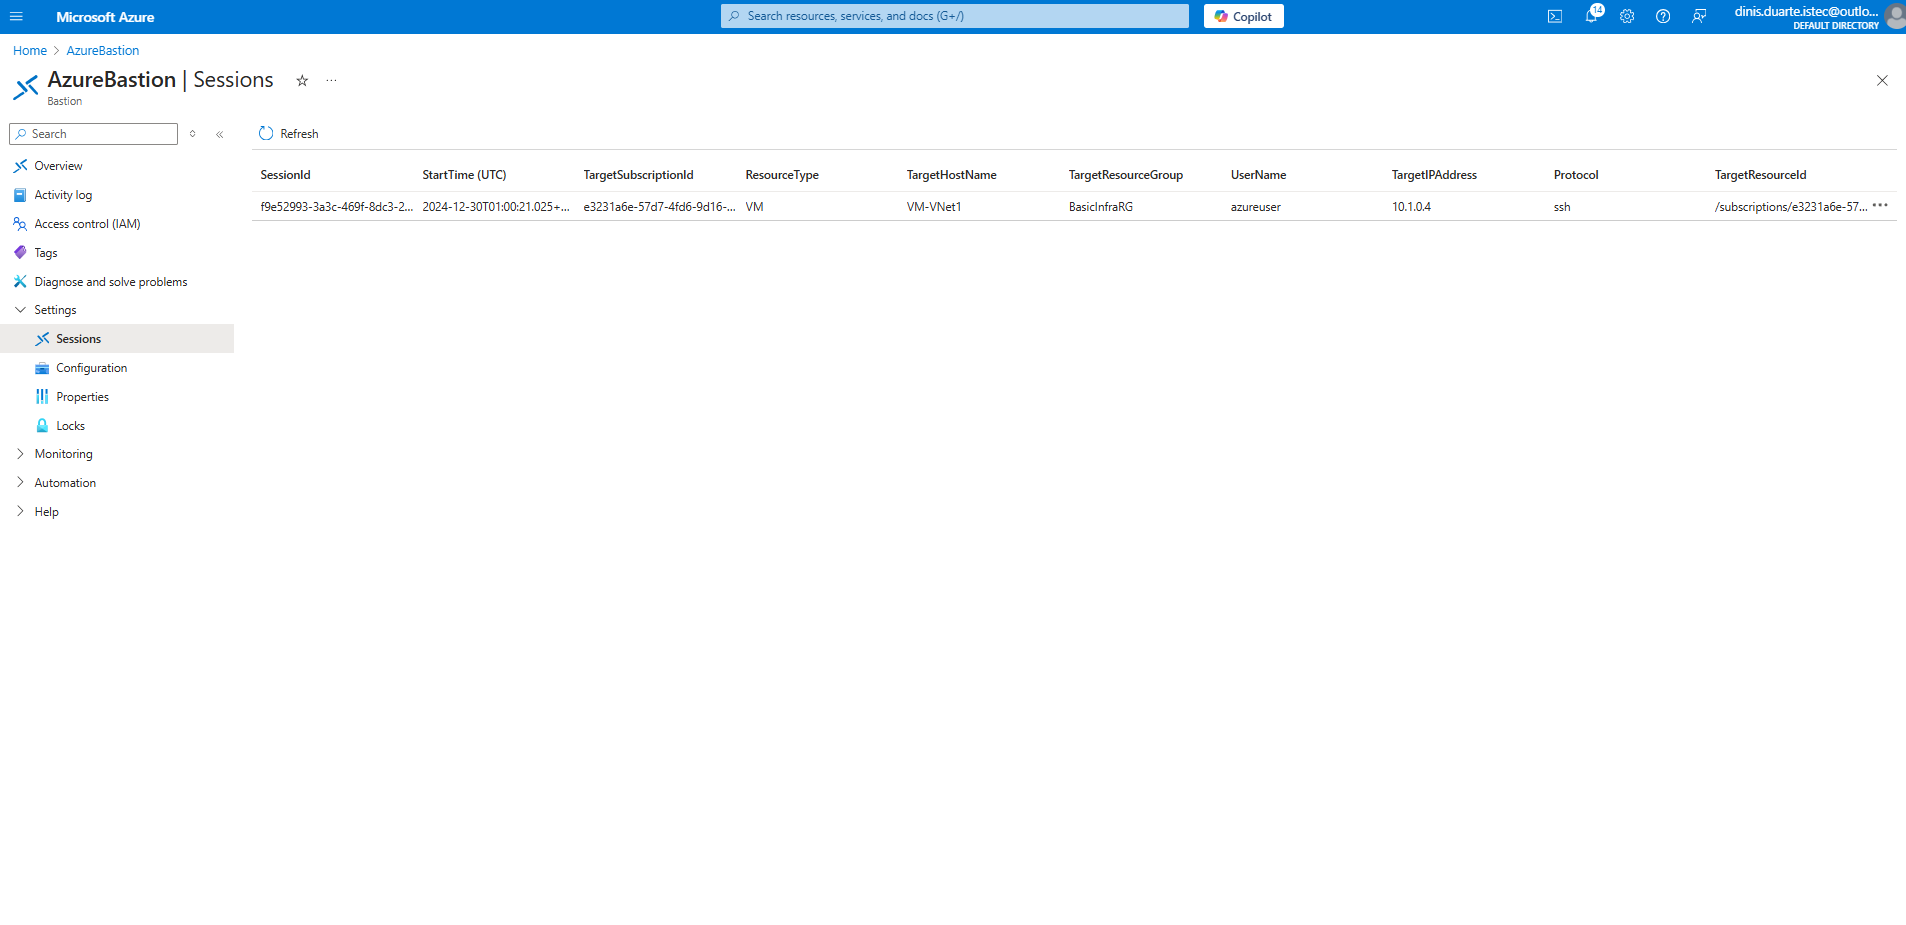 Microsoft Azure
Search resources, services, and docs (G+/)
Copilot
14
dinis.duarte.istec@outlo...
DEFAULT DIRECTORY
Home > AzureBastion
AzureBastion | Sessions
...
Bastion
Search
Refresh
Overview
Activity log
Access control (IAM)
Tags
Diagnose and solve problems
Settings
Sessions
Configuration
Properties
Locks
Monitoring
Automation
Help
SessionId StartTime (UTC) TargetSubscriptionId ResourceType TargetHostName TargetResourceGroup UserName TargetIPAddress Protocol TargetResourceId
f9e52993-3a3c-469f-8dc3-2... 2024-12-30T01:00:21.025+... e3231a6e-57d7-4fd6-9d16-... VM VM-VNet1 BasicInfraRG azureuser 10.1.0.4 ssh /subscriptions/e3231a6e-57... ...